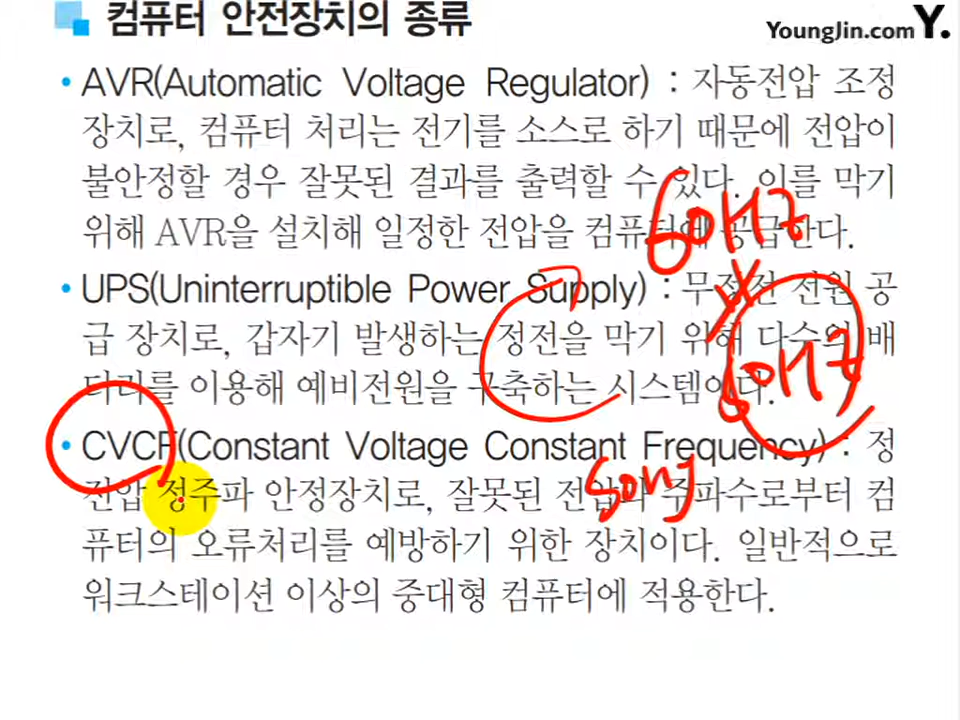 컴퓨터 안전장치의 종류
YoungJin.com Y.
• AVR(Automatic Voltage Regulator) : 자동전압 조정
장치로, 컴퓨터 처리는 전기를 소스로 하기 때문에 전압이
불안정할 경우 잘못된 결과를 출력할 수 있다. 이를 막기
위해 AVR을 설치해 일정한 전압을 컴퓨터에 공급한다.
60Hz
• UPS(Uninterruptible Power Supply) : 무정전 전원 공
급 장치로, 갑자기 발생하는 정전을 막기 위해 다수의 배
터리를 이용해 예비전원을 구축하는 시스템이다.
60Hz
• CVCF(Constant Voltage Constant Frequency) : 정
전압 정주파 안정장치로, 잘못된 전압과 주파수로부터 컴
song
퓨터의 오류처리를 예방하기 위한 장치이다. 일반적으로
워크스테이션 이상의 중대형 컴퓨터에 적용한다.